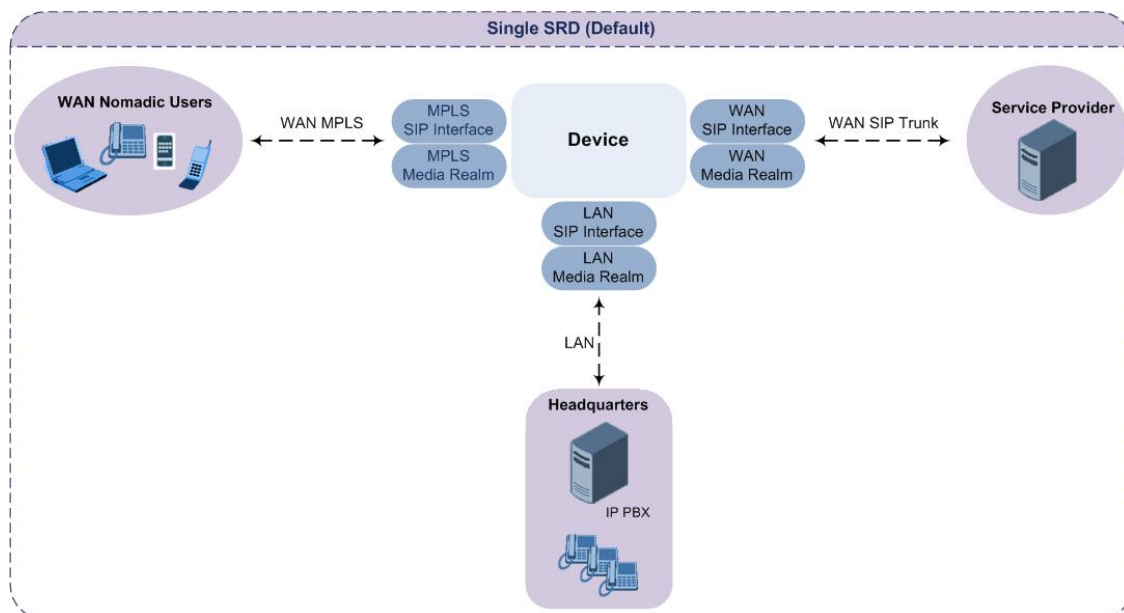 Single SRD (Default)
WAN Nomadic Users
WAN MPLS
MPLS
SIP Interface
MPLS
Media Realm
Device
WAN
SIP Interface
WAN
Media Realm
WAN SIP Trunk
Service Provider
LAN
SIP Interface
LAN
Media Realm
LAN
Headquarters
IP PBX